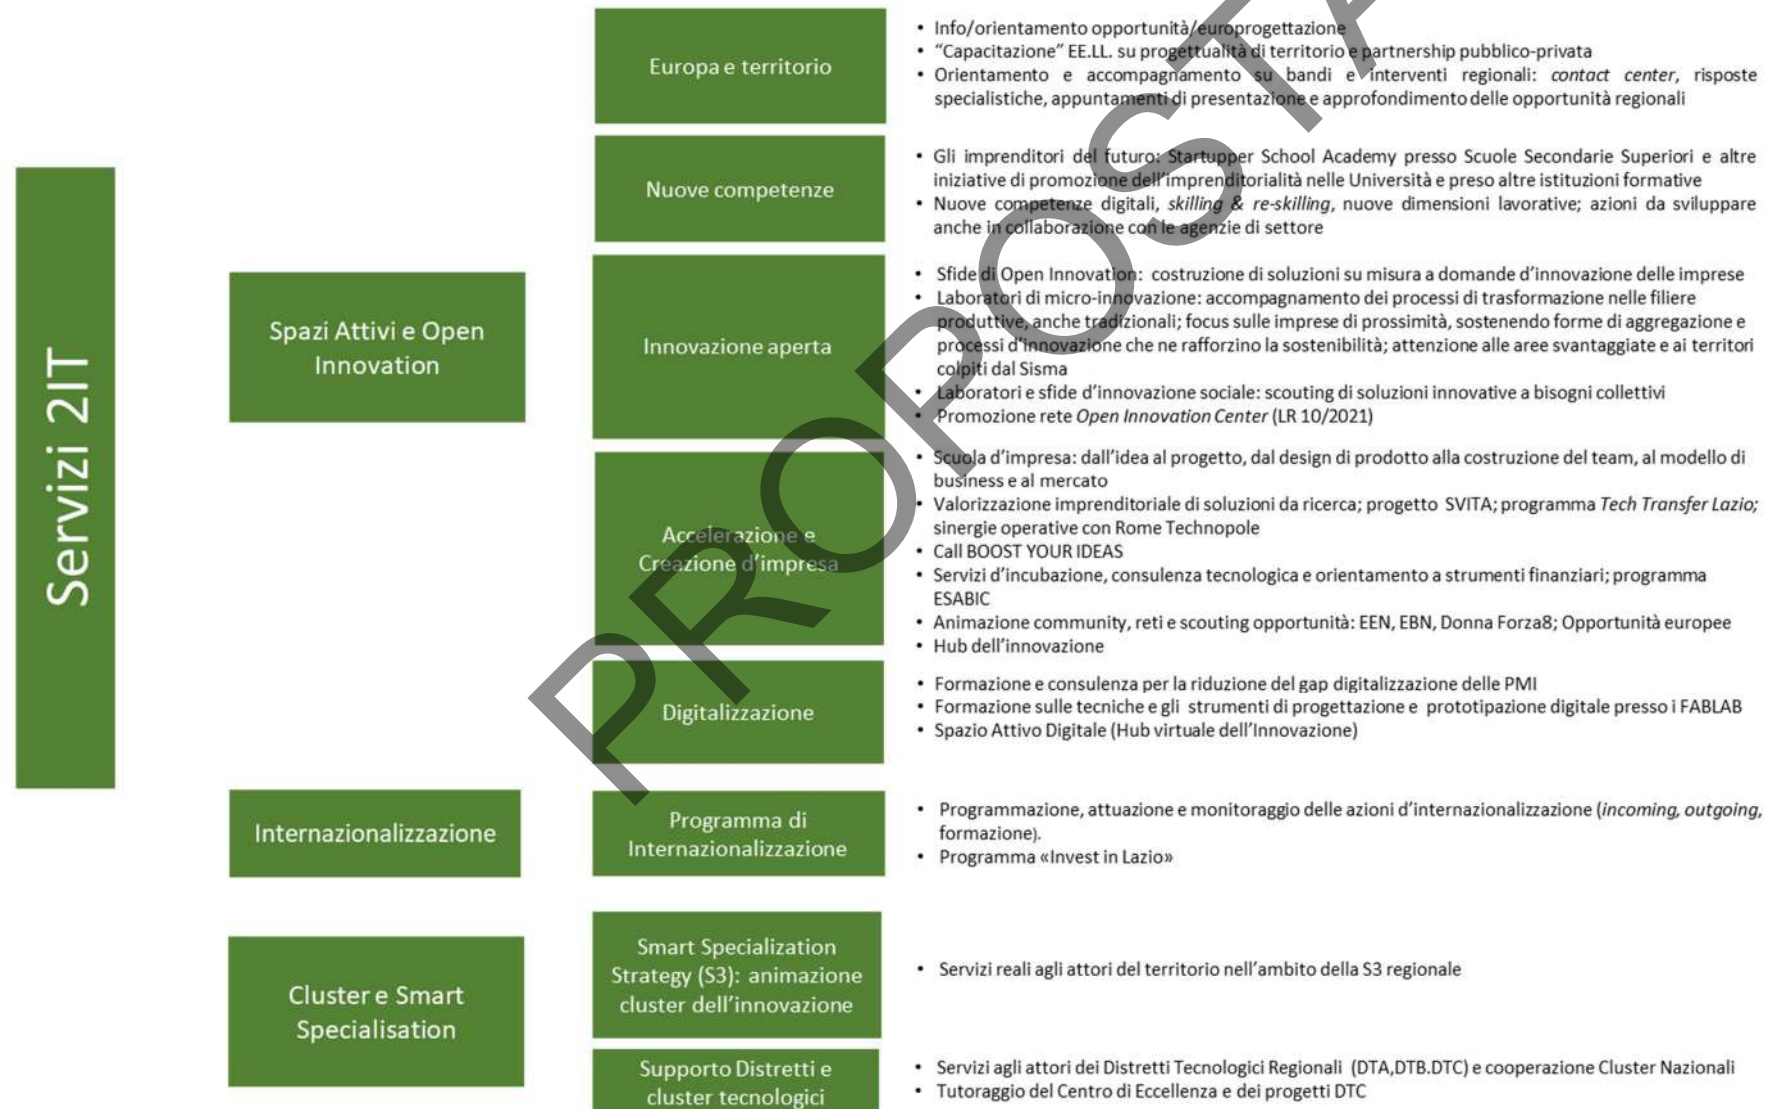 Servizi 2IT
Spazi Attivi e Open
Innovation
Europa e territorio
• Info/orientamento opportunità/europrogettazione
• “Capacitazione” EE.LL. su progettualità di territorio e partnership pubblico-privata
• Orientamento e accompagnamento su bandi e interventi regionali: contact center, risposte
specialistiche, appuntamenti di presentazione e approfondimento delle opportunità regionali
Nuove competenze
• Gli imprenditori del futuro: Startupper School Academy presso Scuole Secondarie Superiori e altre
iniziative di promozione dell’imprenditorialità nelle Università e preso altre istituzioni formative
• Nuove competenze digitali, skilling & re-skilling, nuove dimensioni lavorative; azioni da sviluppare
anche in collaborazione con le agenzie di settore
Innovazione aperta
• Sfide di Open Innovation: costruzione di soluzioni su misura a domande d’innovazione delle imprese
• Laboratori di micro-innovazione: accompagnamento dei processi di trasformazione nelle filiere
produttive, anche tradizionali; focus sulle imprese di prossimità, sostenendo forme di aggregazione e
processi d’innovazione che ne rafforzino la sostenibilità; attenzione alle aree svantaggiate e ai territori
colpiti dal Sisma
• Laboratori e sfide d’innovazione sociale: scouting di soluzioni innovative a bisogni collettivi
• Promozione rete Open Innovation Center (LR 10/2021)
Accelerazione e
Creazione d’impresa
• Scuola d’impresa: dall’idea al progetto, dal design di prodotto alla costruzione del team, al modello di
business e al mercato
• Valorizzazione imprenditoriale di soluzioni da ricerca; progetto SVITA; programma Tech Transfer Lazio;
sinergie operative con Rome Technopole
• Call BOOST YOUR IDEAS
• Servizi d’incubazione, consulenza tecnologica e orientamento a strumenti finanziari; programma
ESABIC
• Animazione community, reti e scouting opportunità: EEN, EBN, Donna Forza8; Opportunità europee
• Hub dell’innovazione
Digitalizzazione
• Formazione e consulenza per la riduzione del gap digitalizzazione delle PMI
• Formazione sulle tecniche e gli strumenti di progettazione e prototipazione digitale presso i FABLAB
• Spazio Attivo Digitale (Hub virtuale dell’Innovazione)
Internazionalizzazione
Programma di
Internazionalizzazione
• Programmazione, attuazione e monitoraggio delle azioni d’internazionalizzazione (incoming, outgoing,
formazione).
• Programma «Invest in Lazio»
Cluster e Smart
Specialisation
Smart Specialization
Strategy (S3): animazione
cluster dell’innovazione
• Servizi reali agli attori del territorio nell’ambito della S3 regionale
Supporto Distretti e
cluster tecnologici
• Servizi agli attori dei Distretti Tecnologici Regionali (DTA,DTB.DTC) e cooperazione Cluster Nazionali
• Tutoraggio del Centro di Eccellenza e dei progetti DTC
PROPOSTA